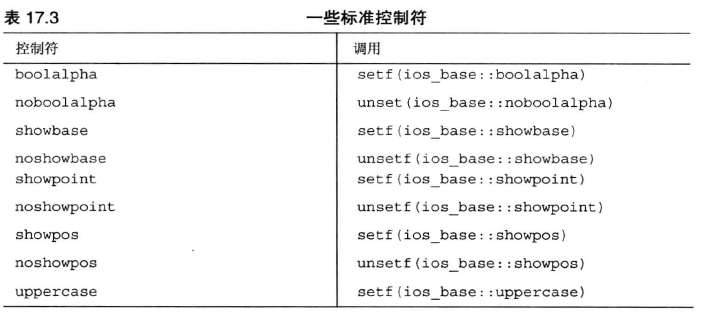 表 17.3 一些标准控制符
控制符 调用
boolalpha setf(ios_base::boolalpha)
noboolalpha unset(ios_base::noboolalpha)
showbase setf(ios_base::showbase)
noshowbase unsetf(ios_base::showbase)
showpoint setf(ios_base::showpoint)
noshowpoint unsetf(ios_base::showpoint)
showpos setf(ios_base::showpos)
noshowpos unsetf(ios_base::showpos)
uppercase setf(ios_base::uppercase)